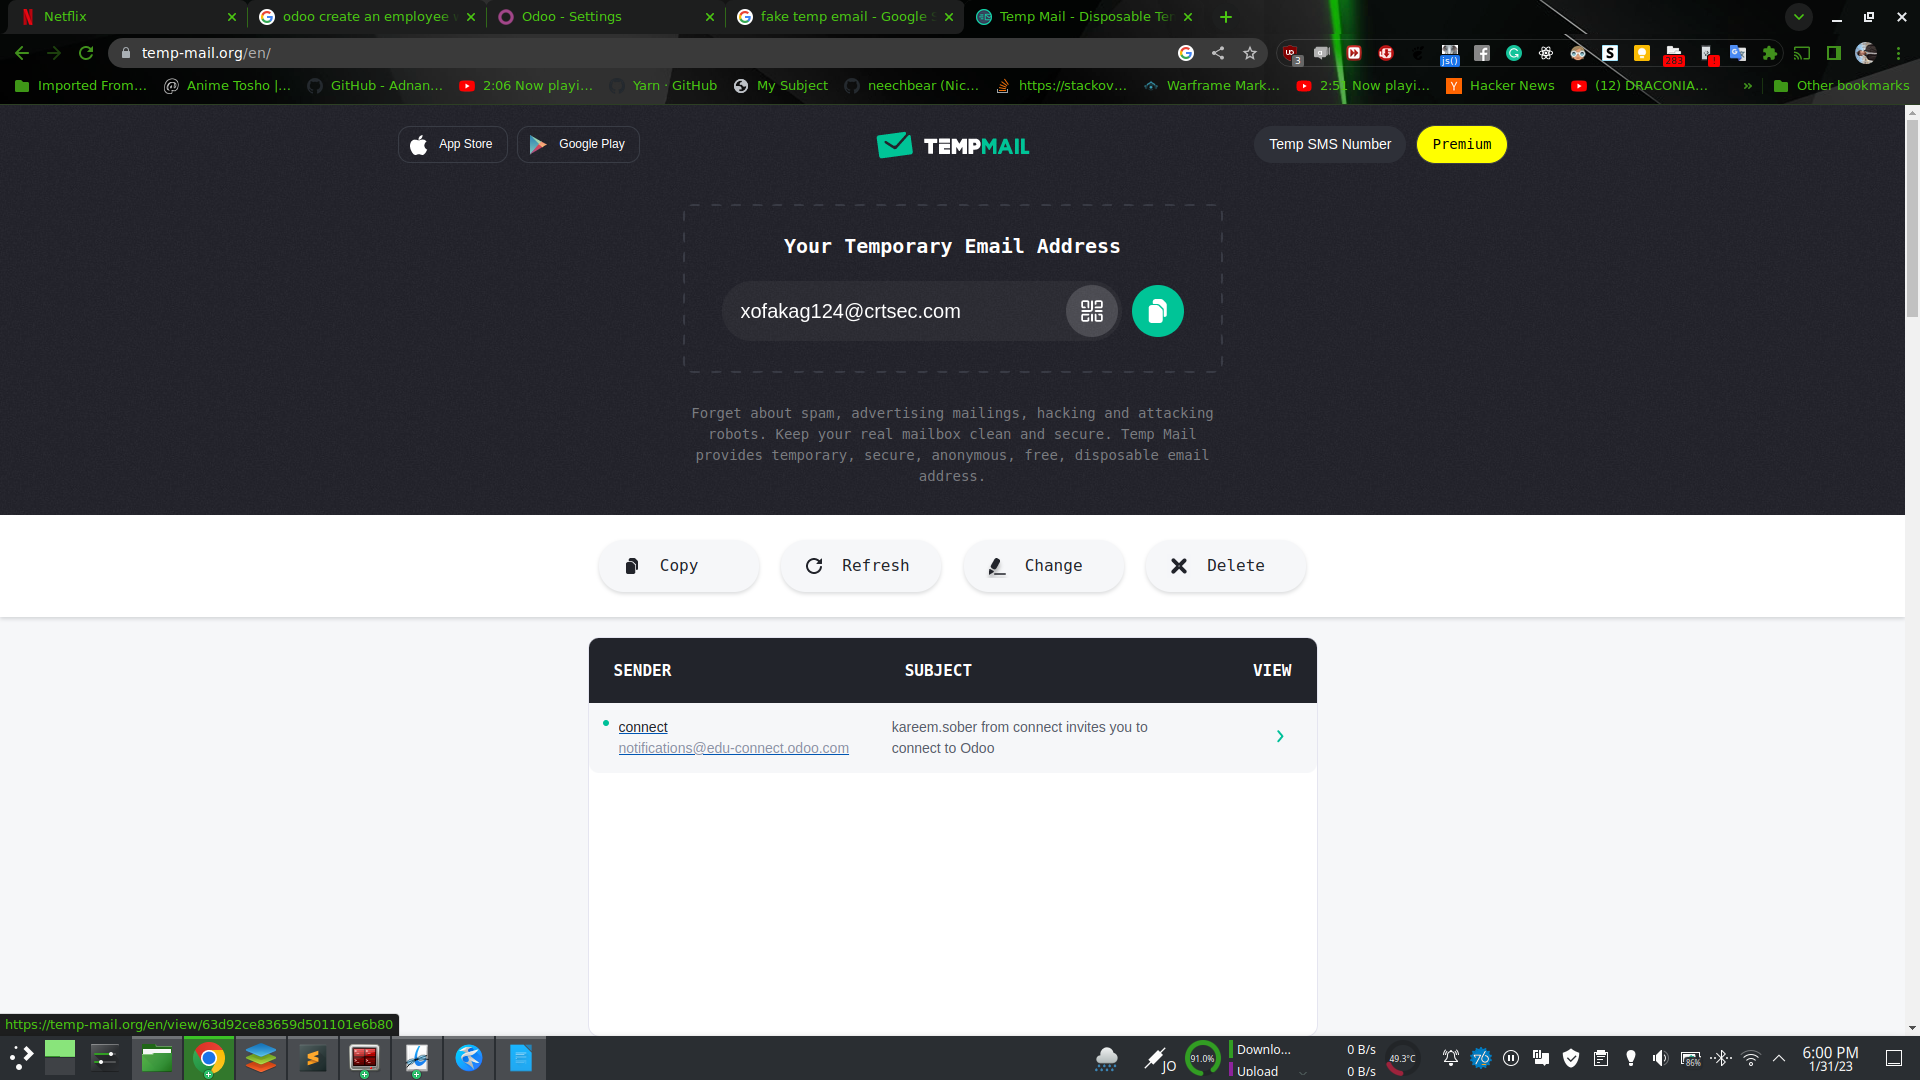 Netflix
odoo create an employee
Odoo - Settings
fake temp email - Google
Temp Mail - Disposable Te
temp-mail.org/en/
3
js()
283
Imported From...
Anime Tosho |...
GitHub - Adnan...
2:06 Now playi...
Yarn · GitHub
My Subject
neechbear (Nic...
https://stackov...
Warframe Mark...
2:51 Now playi...
Hacker News
(12) DRACONIA...
»
Other bookmarks
App Store
Google Play
TEMPMAIL
Temp SMS Number
Premium
Your Temporary Email Address
xofakag124@crtsec.com
Forget about spam, advertising mailings, hacking and attacking
robots. Keep your real mailbox clean and secure. Temp Mail
provides temporary, secure, anonymous, free, disposable email
address.
Copy
Refresh
Change
Delete
SENDER
SUBJECT
VIEW
connect
notifications@edu-connect.odoo.com
kareem.sober from connect invites you to
connect to Odoo
https://temp-mail.org/en/view/63d92ce83659d501101e6b80
JO
91.0%
Downlo...
0 B/s
Upload
0 B/s
49.3°C
76
86%
6:00 PM
1/31/23